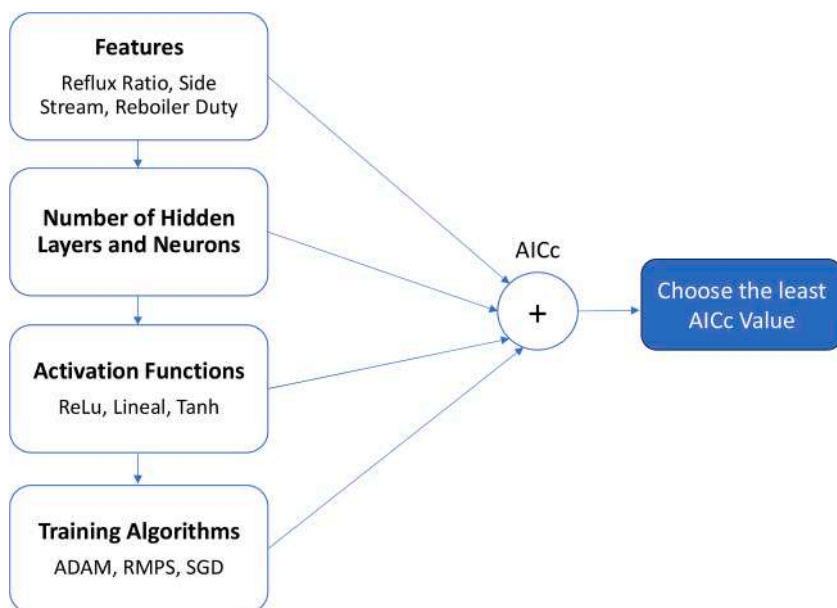 Features
Reflux Ratio, Side
Stream, Reboiler Duty
Number of Hidden
Layers and Neurons
Activation Functions
ReLu, Lineal, Tanh
Training Algorithms
ADAM, RMPS, SGD
AICc
+
Choose the least
AICc Value